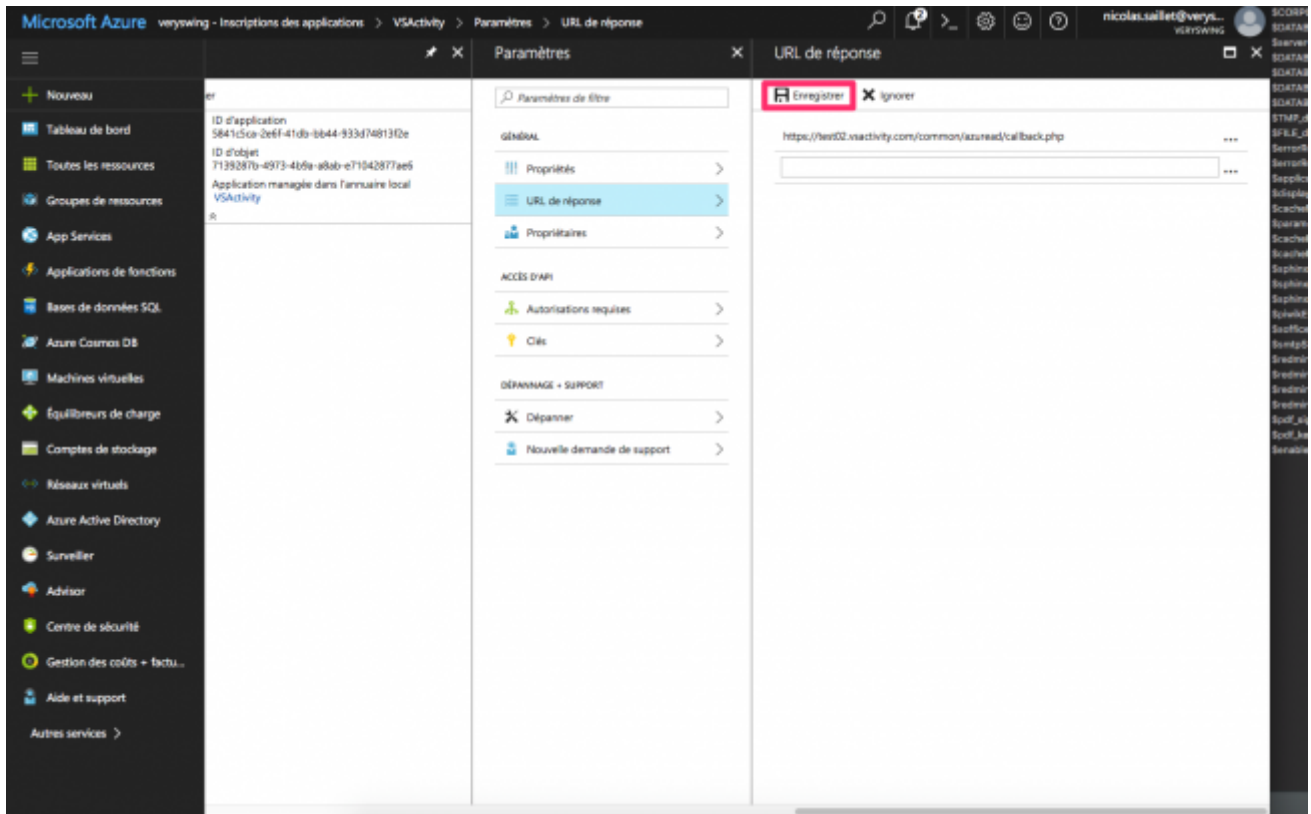 Microsoft Azure veryswing - Inscriptions des applications > VSActivity > Paramètres > URL de réponse
nicolas.saillet@verys...
VERYSWING
Paramètres
URL de réponse
Nouveau
Tableau de bord
Toutes les ressources
Groupes de ressources
App Services
Applications de fonctions
Bases de données SQL
Azure Cosmos DB
Machines virtuelles
Équilibreurs de charge
Comptes de stockage
Réseaux virtuels
Azure Active Directory
Surveiller
Advisor
Centre de sécurité
Gestion des coûts + factu...
Aide et support
Autres services >
er
ID d'application
5841c5ca-2e6f-41db-bb44-933d74813f2e
ID d'objet
7139287b-4973-4b9a-a8ab-e71042877ae6
Application managée dans l'annuaire local
VSActivity
Paramètres de filtre
GÉNÉRAL
Propriétés
URL de réponse
Propriétaires
ACCÈS D'API
Autorisations requises
Clés
DÉPANNAGE + SUPPORT
Dépanner
Nouvelle demande de support
Enregistrer
Ignorer
https://test02.vsactivity.com/common/azuread/callback.php